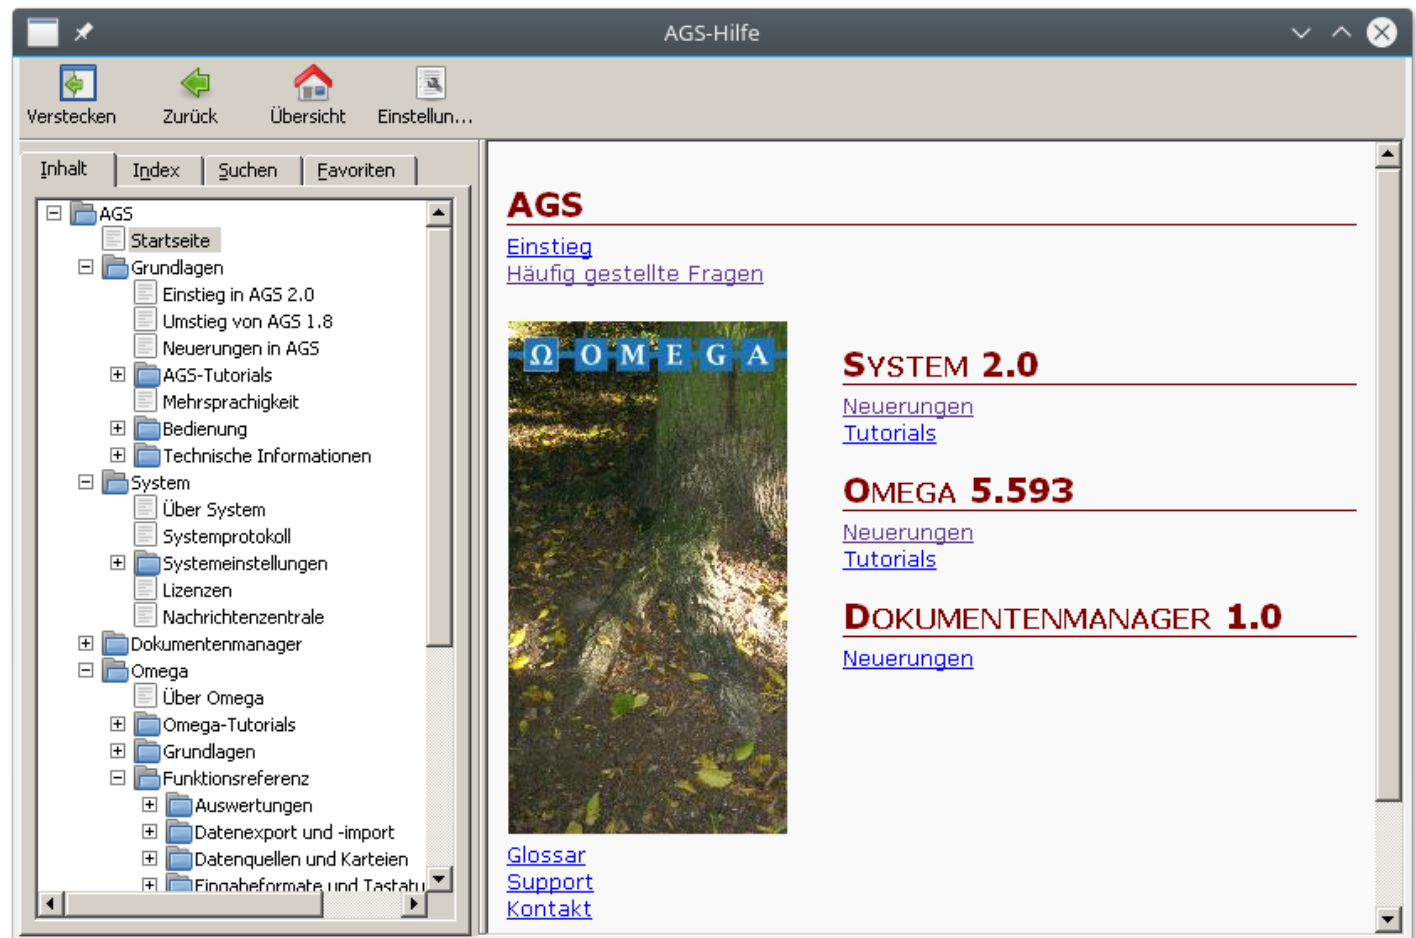 AGS-Hilfe
Verstecken
Zurück
Übersicht
Einstellun...
Inhalt
Index
Suchen
Favoriten
AGS
Startseite
Grundlagen
Einstieg in AGS 2.0
Umstieg von AGS 1.8
Neuerungen in AGS
AGS-Tutorials
Mehrsprachigkeit
Bedienung
Technische Informationen
System
Über System
Systemprotokoll
Systemeinstellungen
Lizenzen
Nachrichtenzentrale
Dokumentenmanager
Omega
Über Omega
Omega-Tutorials
Grundlagen
Funktionsreferenz
Auswertungen
Datenexport und -import
Datenquellen und Karteien
Eingabeformate und Tastatu
AGS
Einstieg
Häufig gestellte Fragen
Ω OMEGA
System 2.0
Neuerungen
Tutorials
Omega 5.593
Neuerungen
Tutorials
Dokumentenmanager 1.0
Neuerungen
Glossar
Support
Kontakt